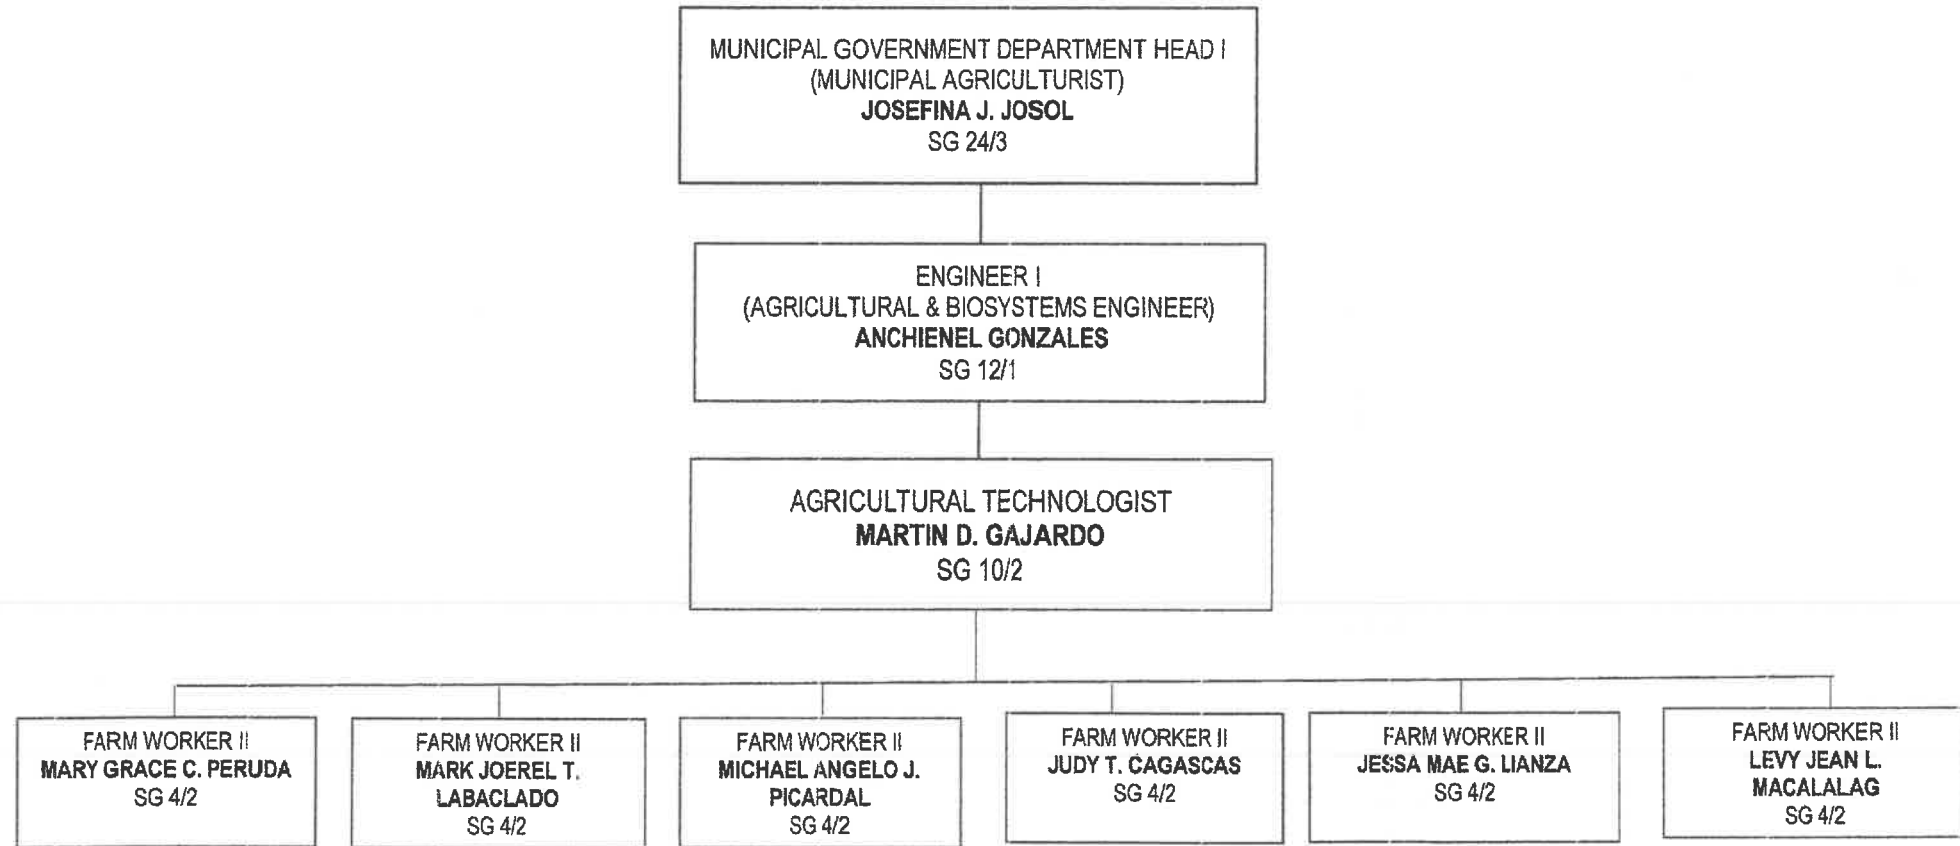 MUNICIPAL GOVERNMENT DEPARTMENT HEAD I
(MUNICIPAL AGRICULTURIST)
JOSEFINA J. JOSOL
SG 24/3
ENGINEER I
(AGRICULTURAL & BIOSYSTEMS ENGINEER)
ANCHIENEL GONZALES
SG 12/1
AGRICULTURAL TECHNOLOGIST
MARTIN D. GAJARDO
SG 10/2
FARM WORKER II
MARY GRACE C. PERUDA
SG 4/2
FARM WORKER II
MARK JOEREL T.
LABACLADO
SG 4/2
FARM WORKER II
MICHAEL ANGELO J.
PICARDAL
SG 4/2
FARM WORKER II
JUDY T. CAGASCAS
SG 4/2
FARM WORKER II
JESSA MAE G. LIANZA
SG 4/2
FARM WORKER II
LEVY JEAN L.
MACALALAG
SG 4/2